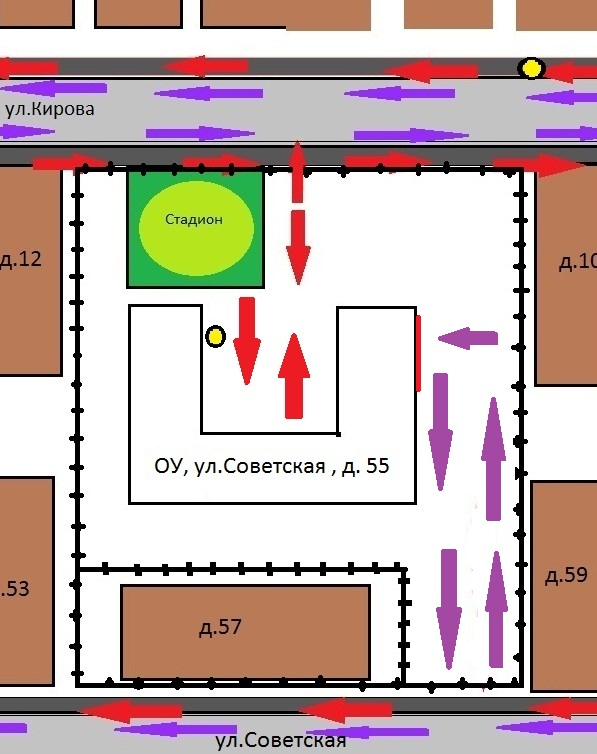 ул.Кирова
Стадион
д.12
д.10
ОУ, ул.Советская , д. 55
.53
д.57
д.59
ул.Советская